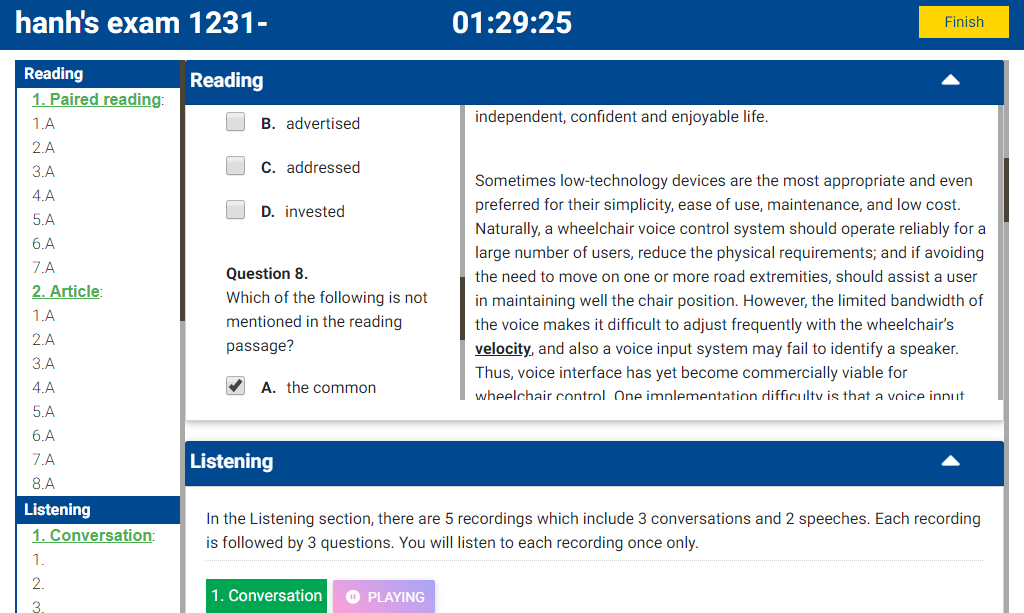 hanh's exam 1231-
01:29:25
Finish
Reading
1. Paired reading:
1.A
2.A
3.A
4.A
5.A
6.A
7.A
2. Article:
1.A
2.A
3.A
4.A
5.A
6.A
7.A
8.A
Listening
1. Conversation:
1.
2.
3.
Reading
B. advertised
C. addressed
D. invested
Question 8.
Which of the following is not
mentioned in the reading
passage?
A. the common
independent, confident and enjoyable life.
Sometimes low-technology devices are the most appropriate and even
preferred for their simplicity, ease of use, maintenance, and low cost.
Naturally, a wheelchair voice control system should operate reliably for a
large number of users, reduce the physical requirements; and if avoiding
the need to move on one or more road extremities, should assist a user
in maintaining well the chair position. However, the limited bandwidth of
the voice makes it difficult to adjust frequently with the wheelchair's
velocity, and also a voice input system may fail to identify a speaker.
Thus, voice interface has yet become commercially viable for
wheelchair control. One implementation difficulty is that a voice input
Listening
In the Listening section, there are 5 recordings which include 3 conversations and 2 speeches. Each recording
is followed by 3 questions. You will listen to each recording once only.
1. Conversation
PLAYING